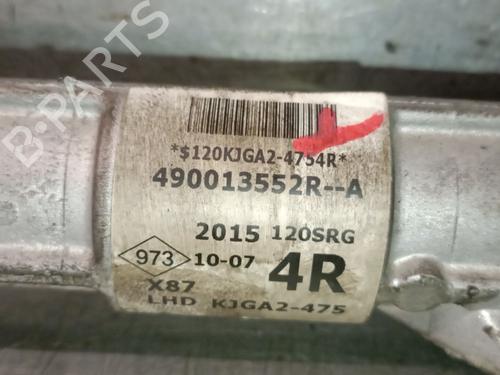 B-PARTS
*$120KJGA2-4754R*
490013552R--A
2015 120SRG
973 10-07 4R
X87
LHD KJGA2-475